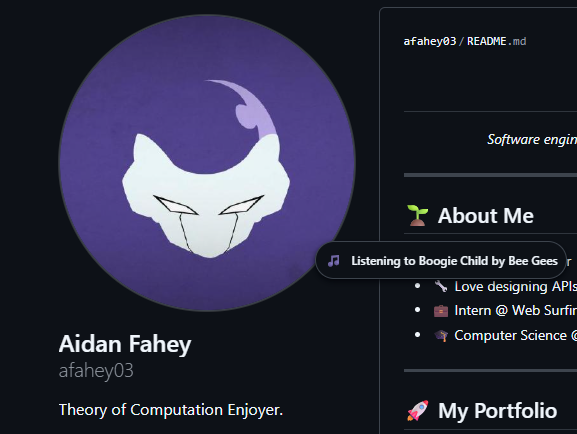 afahey03/README.md
Software engin
🌱 About Me
🎵 Listening to Boogie Child by Bee Gees
r
• 🔧 Love designing APIs
• 💼 Intern @ Web Surfin
• 🎓 Computer Science @
Aidan Fahey
afahey03
Theory of Computation Enjoyer.
🚀 My Portfolio